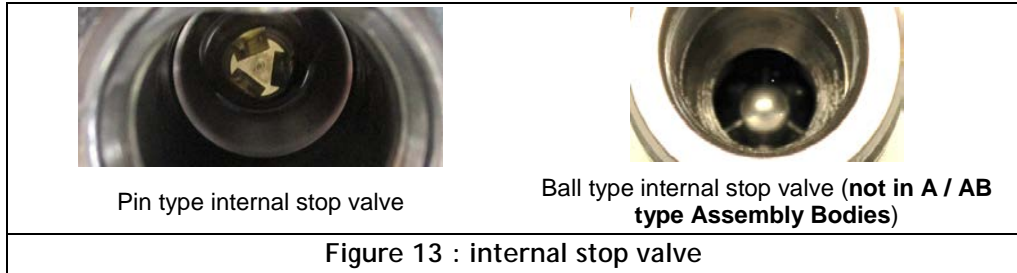 Pin type internal stop valve
Ball type internal stop valve (not in A / AB
type Assembly Bodies)
Figure 13 : internal stop valve